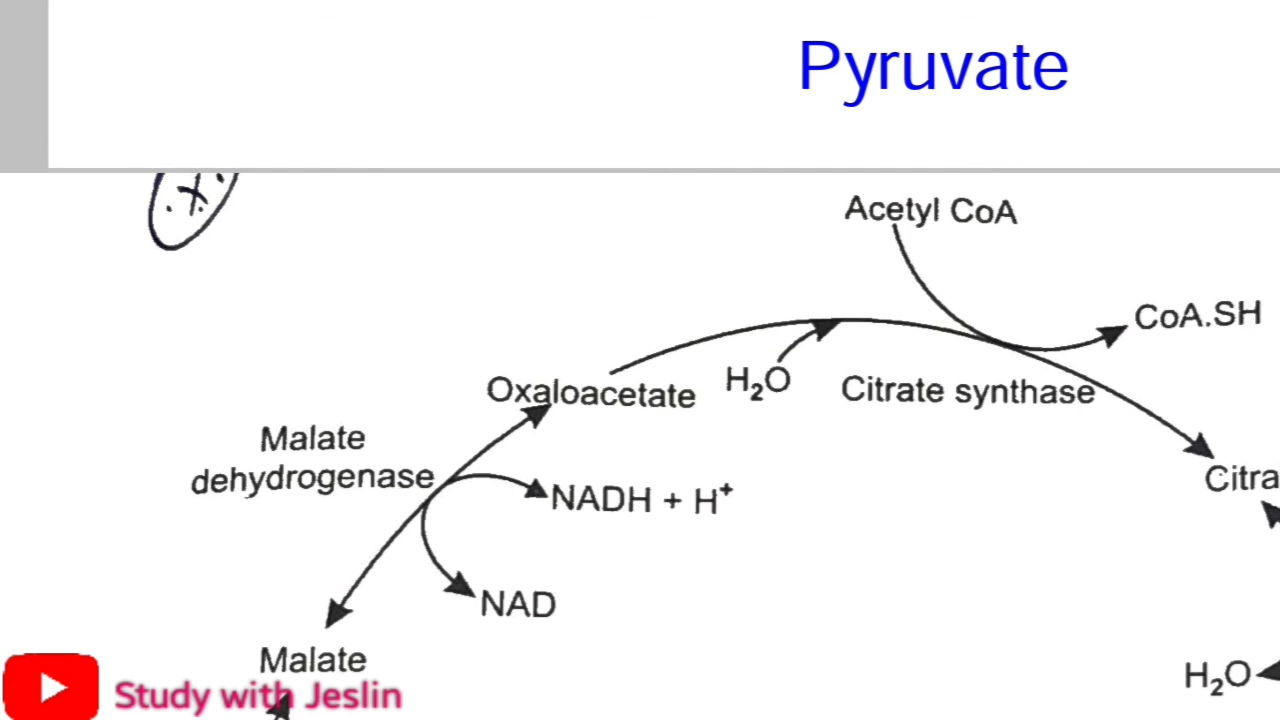 Pyruvate
Acetyl CoA
CoA.SH
Oxaloacetate
H₂O
Citrate synthase
Malate
dehydrogenase
Citra
NADH + H⁺
NAD
Malate
H₂O
Study with Jeslin